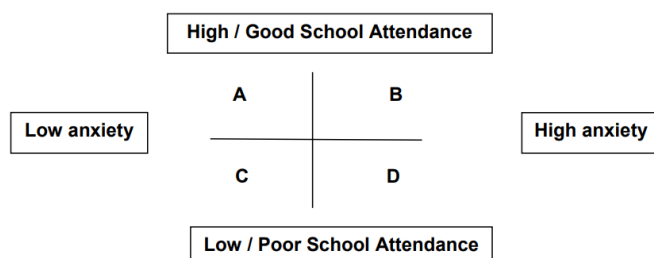 High / Good School Attendance
A B
Low anxiety High anxiety
C D
Low / Poor School Attendance